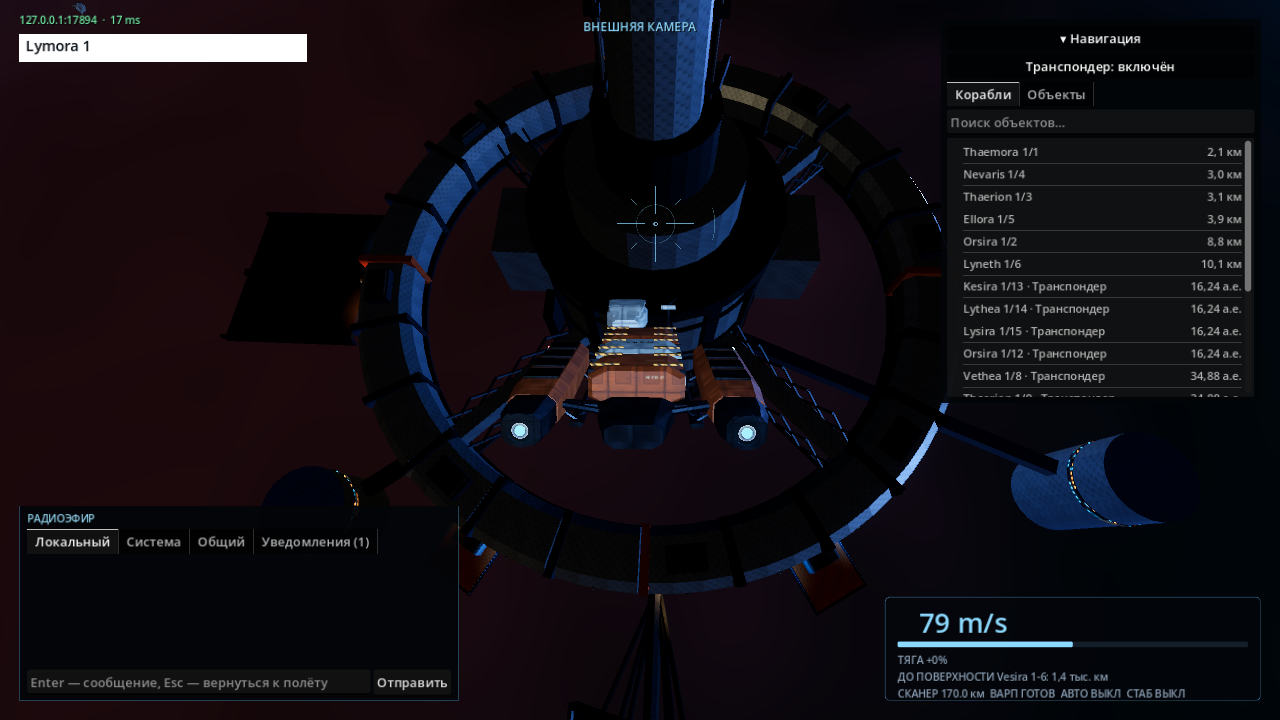 127.0.0.1:17894 · 17 ms
Lymora 1
ВНЕШНЯЯ КАМЕРА
▾ Навигация
Транспондер: включён
Корабли Объекты
Поиск объектов...
Thaemora 1/1 2,1 км
Nevaris 1/4 3,0 км
Thaerion 1/3 3,1 км
Ellora 1/5 3,9 км
Orsira 1/2 8,8 км
Lyneth 1/6 10,1 км
Kesira 1/13 · Транспондер 16,24 а.е.
Lythea 1/14 · Транспондер 16,24 а.е.
Lysira 1/15 · Транспондер 16,24 а.е.
Orsira 1/12 · Транспондер 16,24 а.е.
Vethea 1/8 · Транспондер 34,88 а.е.
РАДИОЭФИР
Локальный Система Общий Уведомления (1)
Enter — сообщение, Esc — вернуться к полёту Отправить
79 m/s
ТЯГА +0%
ДО ПОВЕРХНОСТИ Vesira 1-6: 1,4 тыс. км
СКАНЕР 170.0 км ВАРП ГОТОВ АВТО ВЫКЛ СТАБ ВЫКЛ